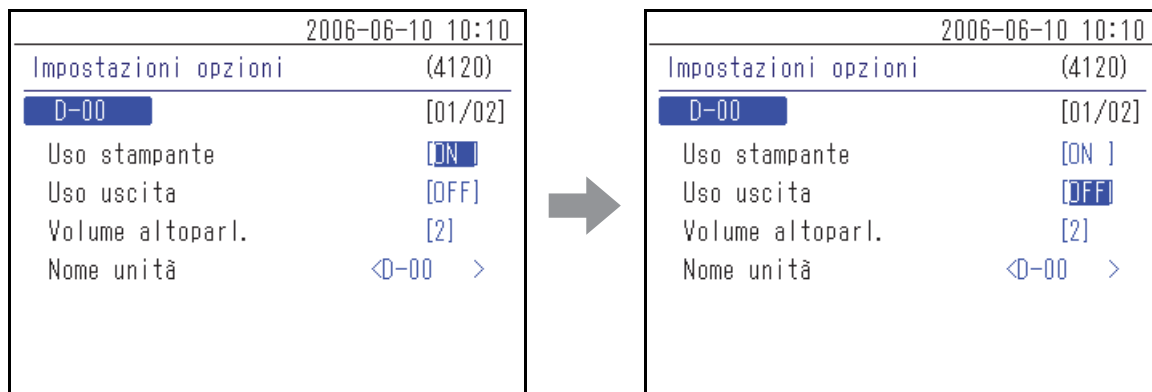 2006-06-10 10:10
Impostazioni opzioni (4120)
D-00 [01/02]
Uso stampante [ON ]
Uso uscita [OFF]
Volume altoparl. [2]
Nome unità <D-00 >
2006-06-10 10:10
Impostazioni opzioni (4120)
D-00 [01/02]
Uso stampante [ON ]
Uso uscita [OFF]
Volume altoparl. [2]
Nome unità <D-00 >